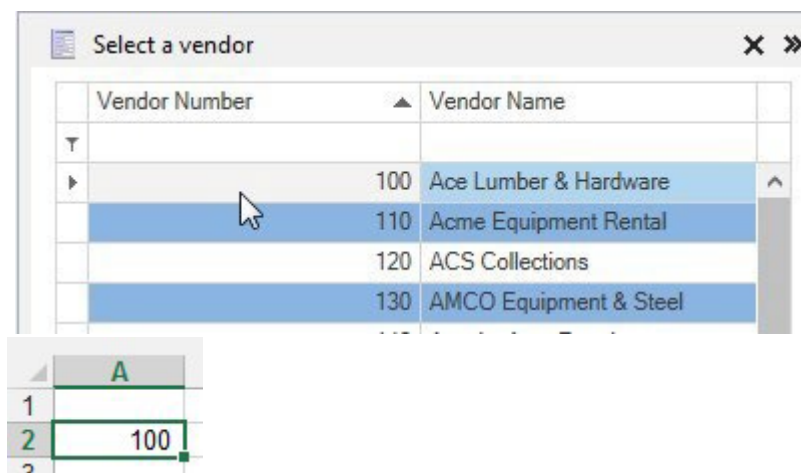 Select a vendor
Vendor Number Vendor Name
100 Ace Lumber & Hardware
110 Acme Equipment Rental
120 ACS Collections
130 AMCO Equipment & Steel
A
1
2 100
3